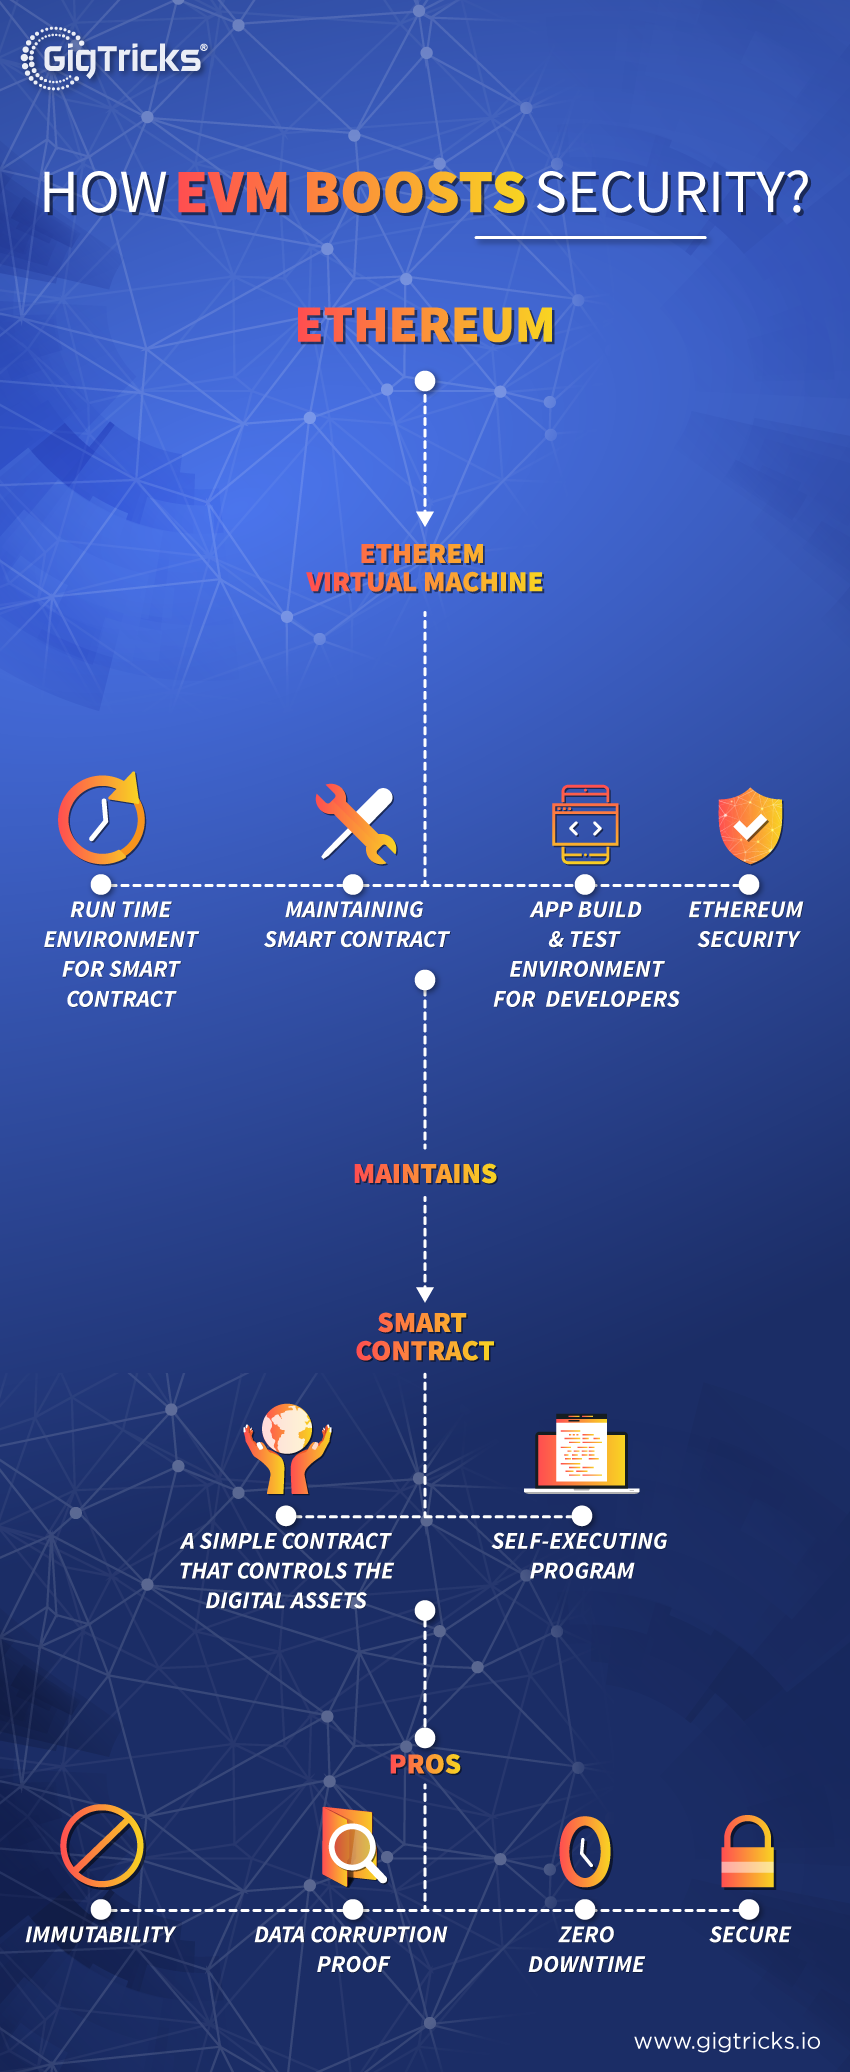 GigTricks®
HOW EVM BOOSTS SECURITY?
ETHEREUM
ETHEREM
VIRTUAL MACHINE
RUN TIME
ENVIRONMENT
FOR SMART
CONTRACT
MAINTAINING
SMART CONTRACT
APP BUILD
& TEST
ENVIRONMENT
FOR DEVELOPERS
ETHEREUM
SECURITY
MAINTAINS
SMART
CONTRACT
A SIMPLE CONTRACT
THAT CONTROLS THE
DIGITAL ASSETS
SELF-EXECUTING
PROGRAM
PROS
IMMUTABILITY
DATA CORRUPTION
PROOF
ZERO
DOWNTIME
SECURE
www.gigtricks.io